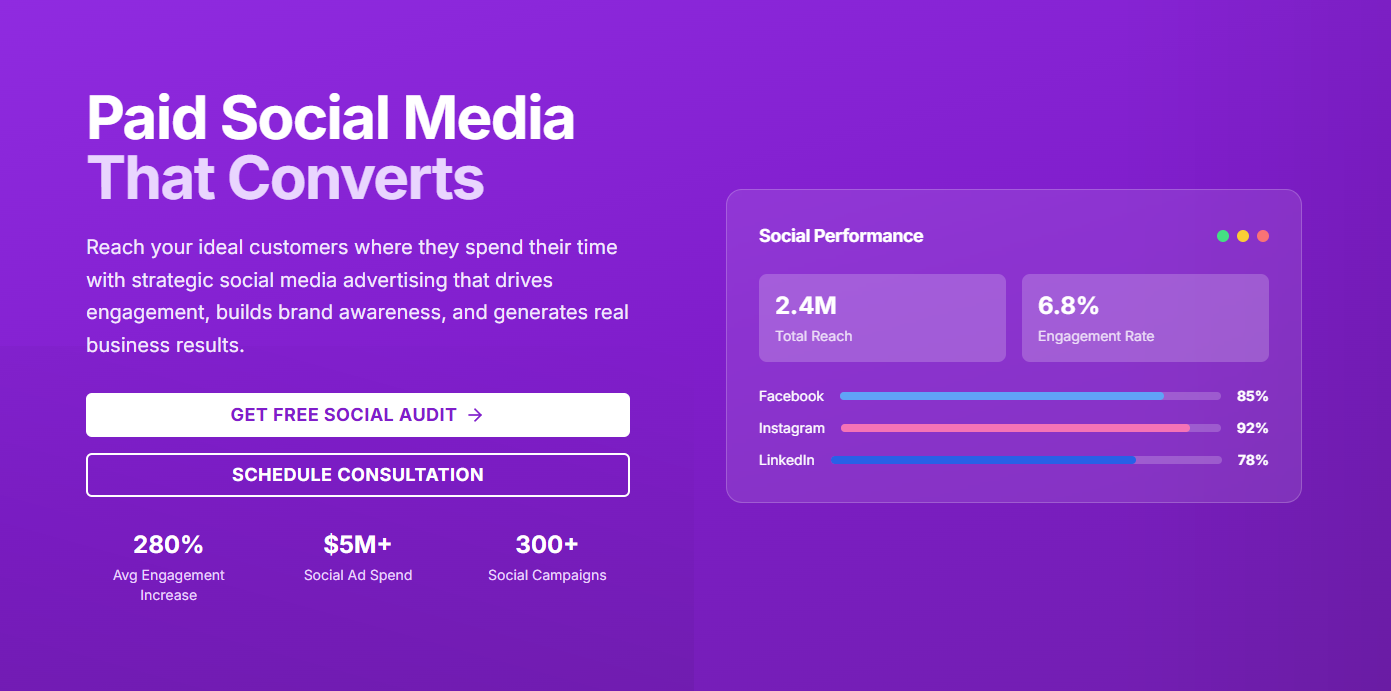 Paid Social Media
That Converts
Reach your ideal customers where they spend their time
with strategic social media advertising that drives
engagement, builds brand awareness, and generates real
business results.
GET FREE SOCIAL AUDIT →
SCHEDULE CONSULTATION
280%
Avg Engagement
Increase
$5M+
Social Ad Spend
300+
Social Campaigns
Social Performance
2.4M
Total Reach
6.8%
Engagement Rate
Facebook 85%
Instagram 92%
LinkedIn 78%